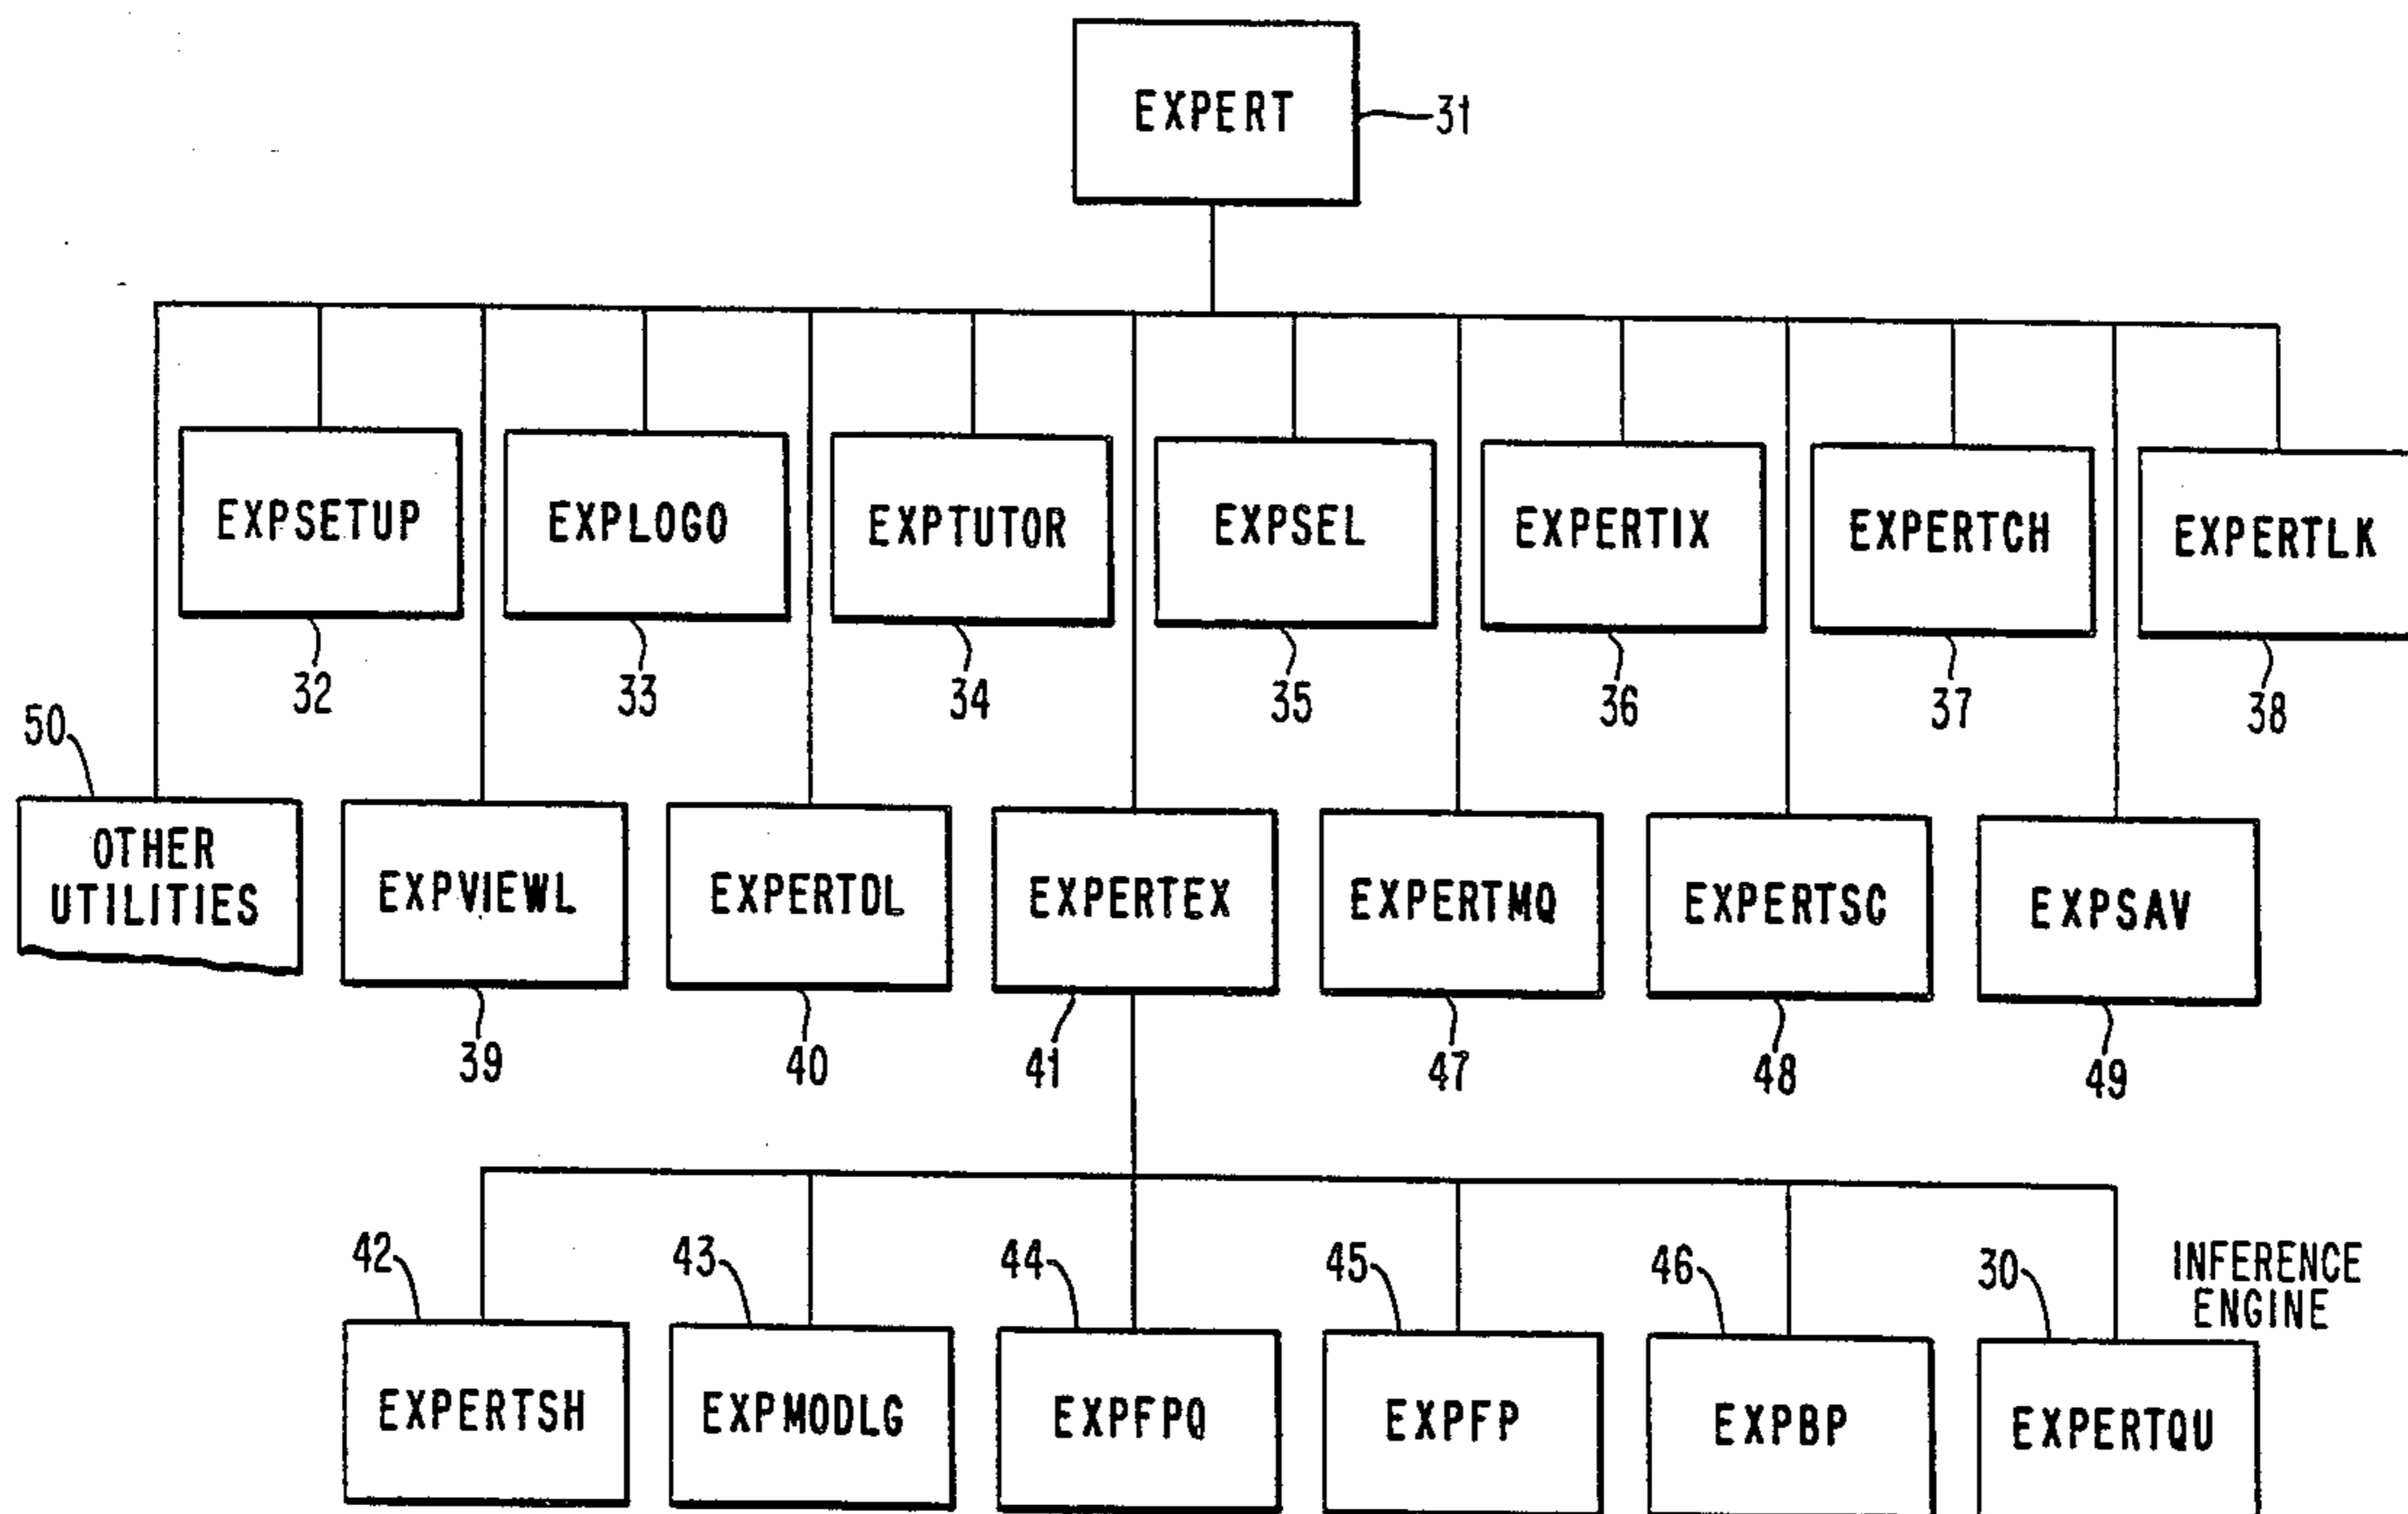 EXPERT
31
EXPSETUP
EXPLOGO
EXPTUTOR
EXPSEL
EXPERTIX
EXPERTCH
EXPERTLK
32
33
34
35
36
37
38
50
OTHER
UTILITIES
EXPVIEWL
EXPERTDL
EXPERTEX
EXPERTMQ
EXPERTSC
EXPSAV
39
40
41
47
48
49
42
43
44
45
46
30
INFERENCE
ENGINE
EXPERTSH
EXPMODLG
EXPFPQ
EXPFP
EXPBP
EXPERTQU